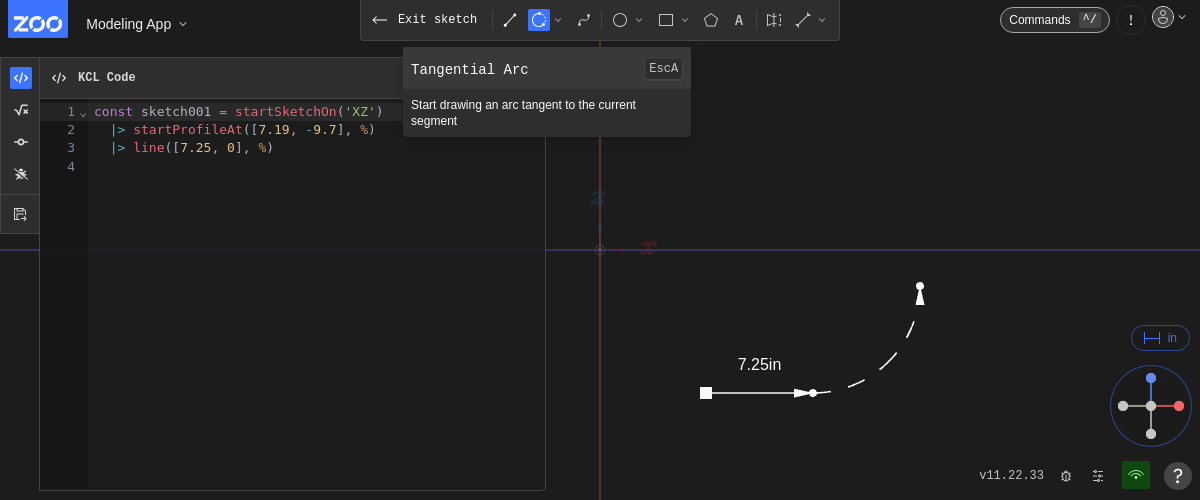 ZOO Modeling App
Exit sketch
A
Commands ^/
!
Tangential Arc EscA
Start drawing an arc tangent to the current
segment
KCL Code
1 const sketch001 = startSketchOn('XZ')
2 |> startProfileAt([7.19, -9.7], %)
3 |> line([7.25, 0], %)
4
z
x
7.25in
in
v11.22.33
?